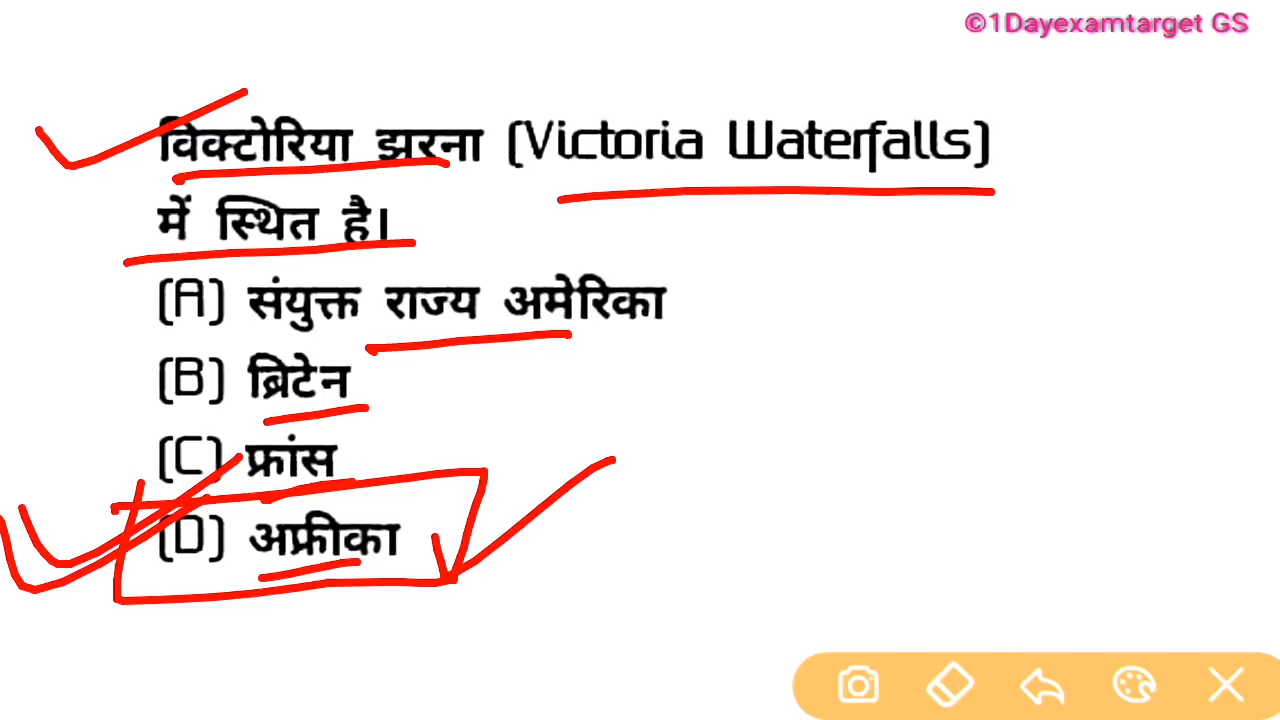 ©1Dayexamtarget GS
विक्टोरिया झरना (Victoria Waterfalls)
में स्थित है।
(A) संयुक्त राज्य अमेरिका
(B) ब्रिटेन
(C) फ्रांस
(D) अफ्रीका